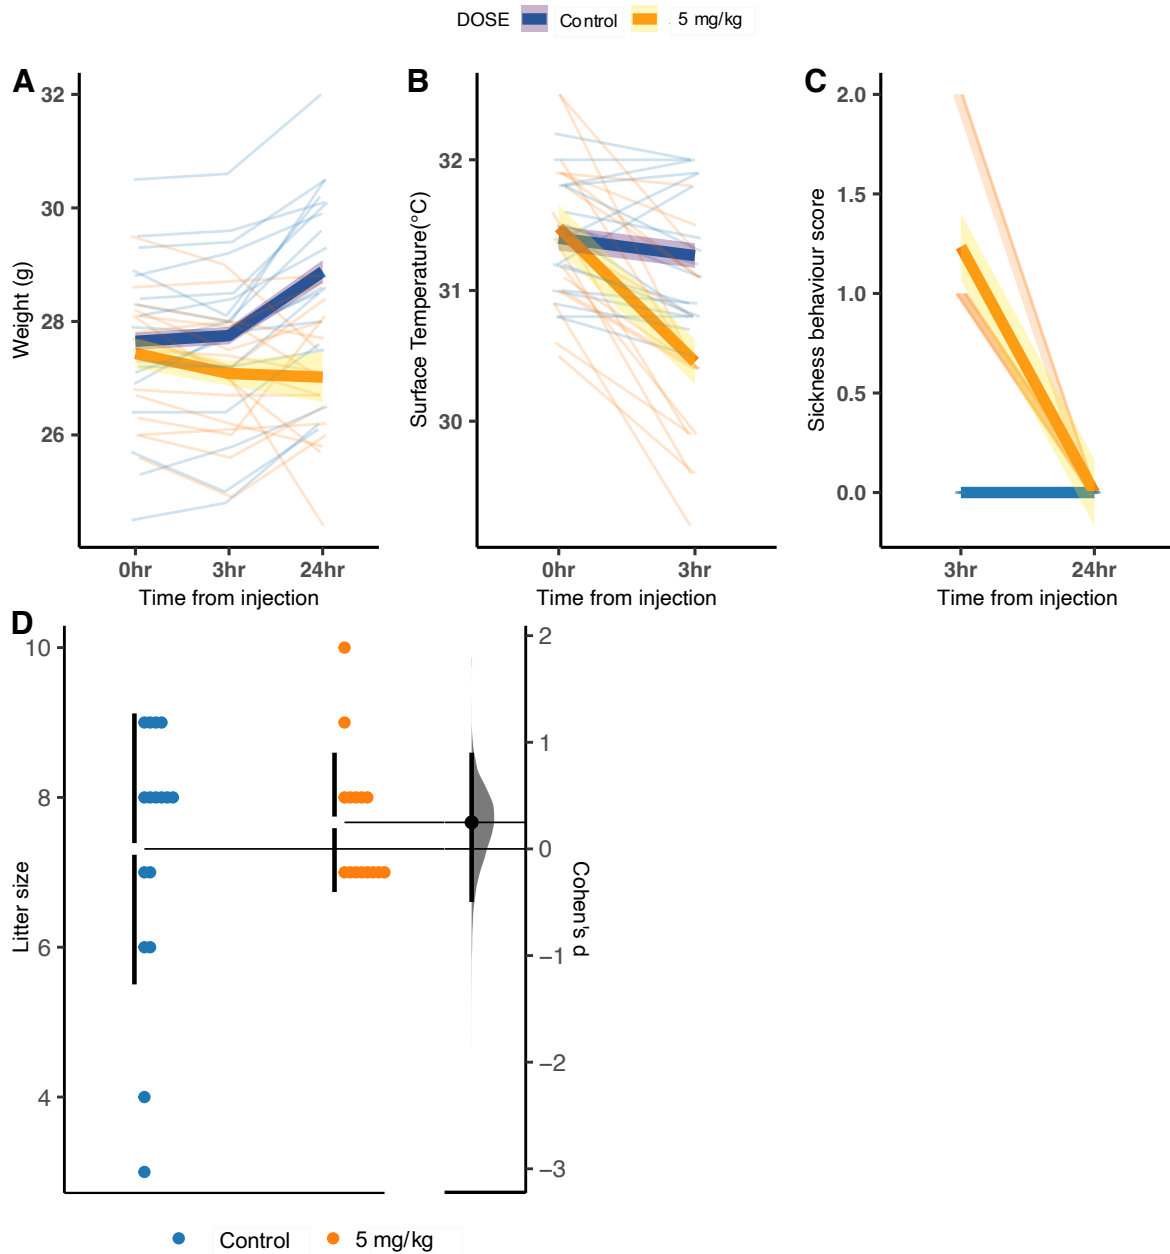 DOSE Control 5 mg/kg
A
B
C
32
30
28
26
Weight (g)
0hr 3hr 24hr
Time from injection
32
31
30
Surface Temperature(°C)
0hr 3hr
Time from injection
2.0
1.5
1.0
0.5
0.0
Sickness behaviour score
3hr 24hr
Time from injection
D
10
8
6
4
Litter size
2
1
0
−1
−2
−3
Cohen's d
Control 5 mg/kg